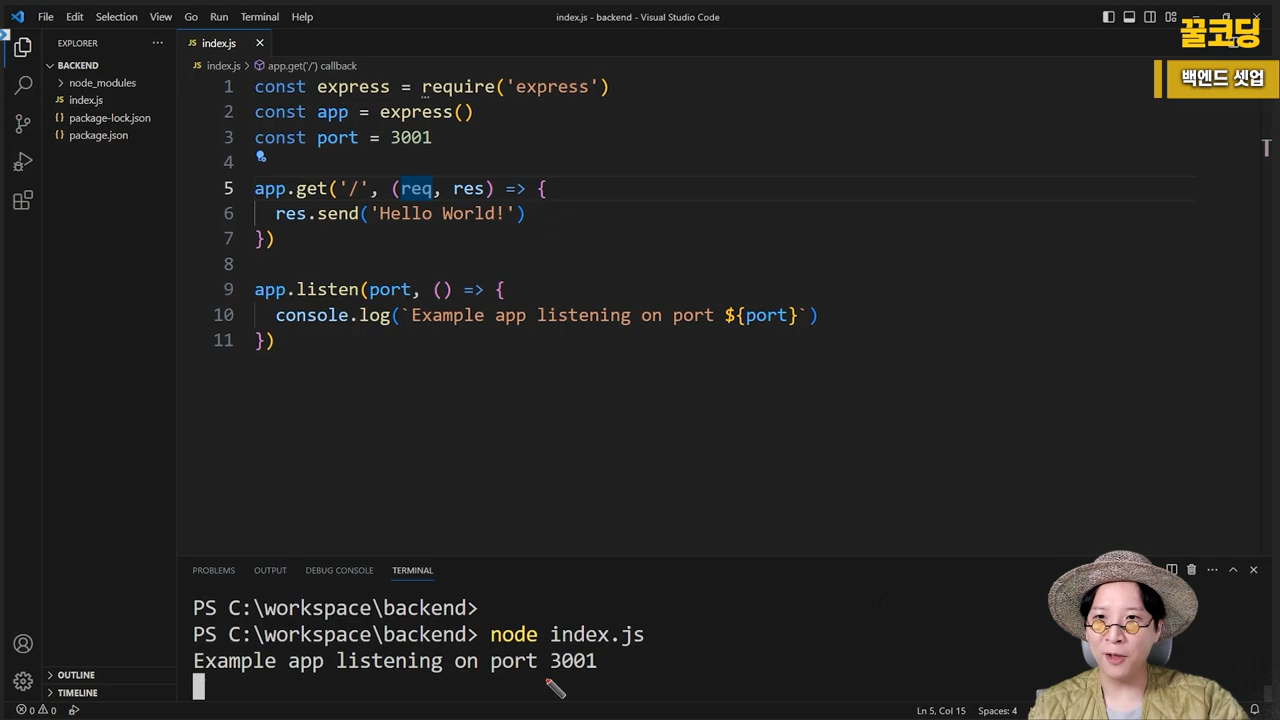 File Edit Selection View Go Run Terminal Help
index.js - backend - Visual Studio Code
꿀코딩
백엔드 셋업
EXPLORER
BACKEND
node_modules
JS index.js
{} package-lock.json
{} package.json
OUTLINE
TIMELINE
JS index.js
JS index.js > app.get('/') callback
1 const express = require('express')
2 const app = express()
3 const port = 3001
4
5 app.get('/', (req, res) => {
6 res.send('Hello World!')
7 })
8
9 app.listen(port, () => {
10 console.log(`Example app listening on port ${port}`)
11 })
T
PROBLEMS OUTPUT DEBUG CONSOLE TERMINAL
PS C:\workspace\backend>
PS C:\workspace\backend> node index.js
Example app listening on port 3001
0 0
Ln 5, Col 15 Spaces: 4